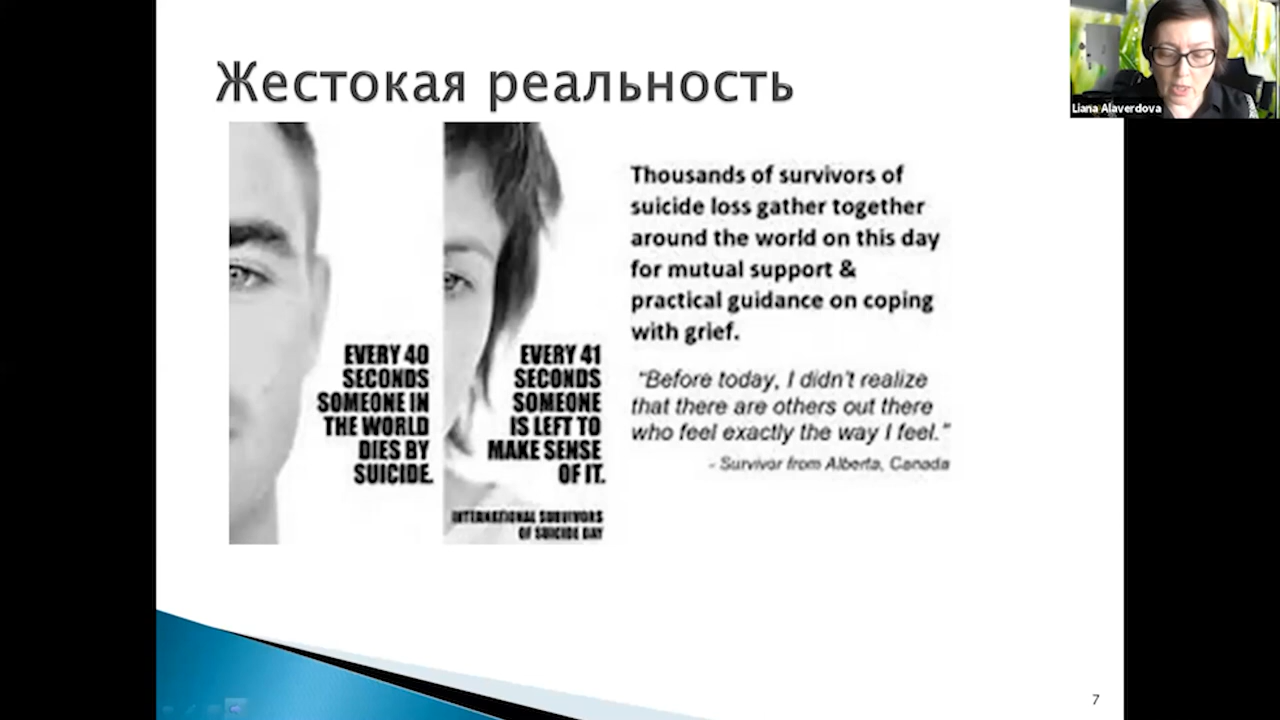 Жестокая реальность
Liana Alaverdova
EVERY 40
SECONDS
SOMEONE IN
THE WORLD
DIES BY
SUICIDE.
EVERY 41
SECONDS
SOMEONE
IS LEFT TO
MAKE SENSE
OF IT.
INTERNATIONAL SURVIVORS
OF SUICIDE DAY
Thousands of survivors of
suicide loss gather together
around the world on this day
for mutual support &
practical guidance on coping
with grief.
"Before today, I didn't realize
that there are others out there
who feel exactly the way I feel."
- Survivor from Alberta, Canada
7